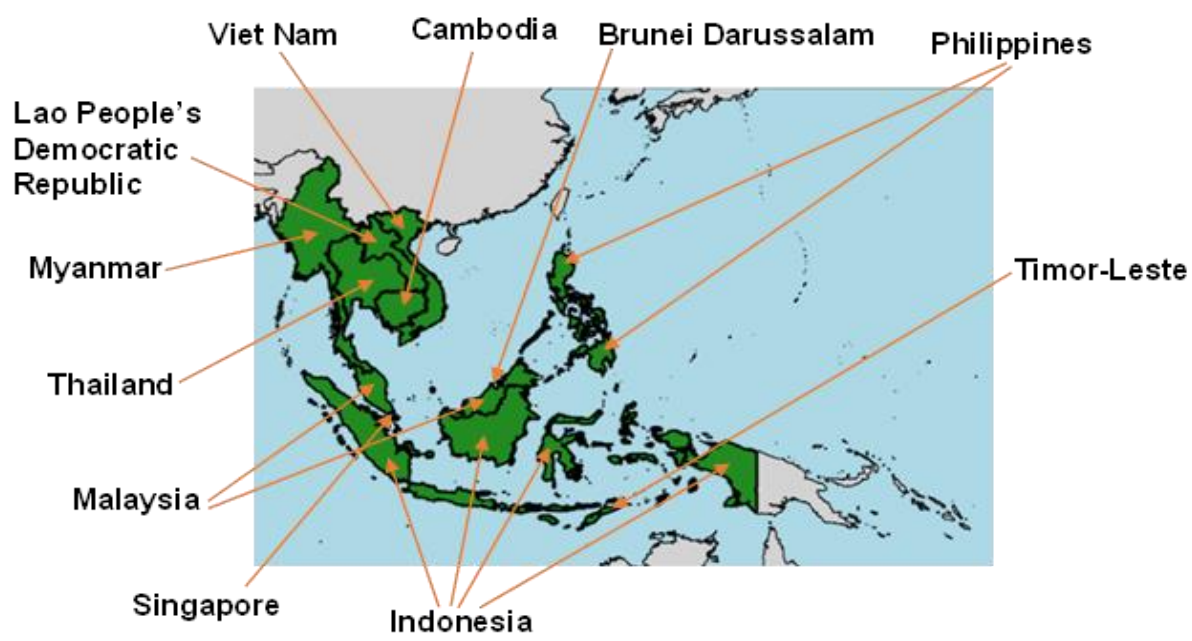 Viet Nam
Cambodia
Brunei Darussalam
Philippines
Lao People's
Democratic
Republic
Myanmar
Timor-Leste
Thailand
Malaysia
Singapore
Indonesia